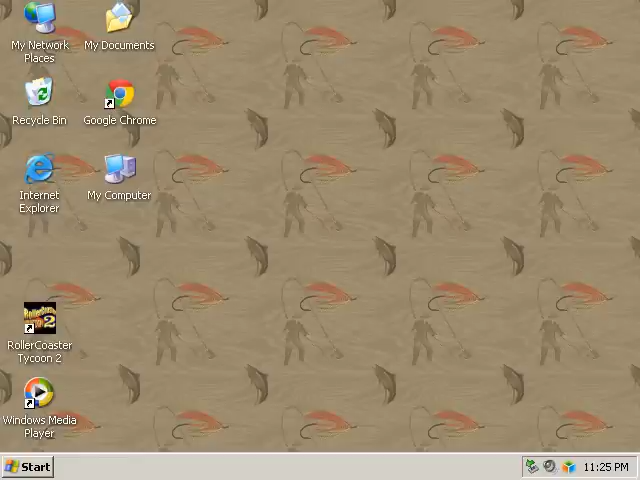 My Network
Places
My Documents
Recycle Bin
Google Chrome
Internet
Explorer
My Computer
RollerCoaster
Tycoon 2
Windows Media
Player
Start
11:25 PM